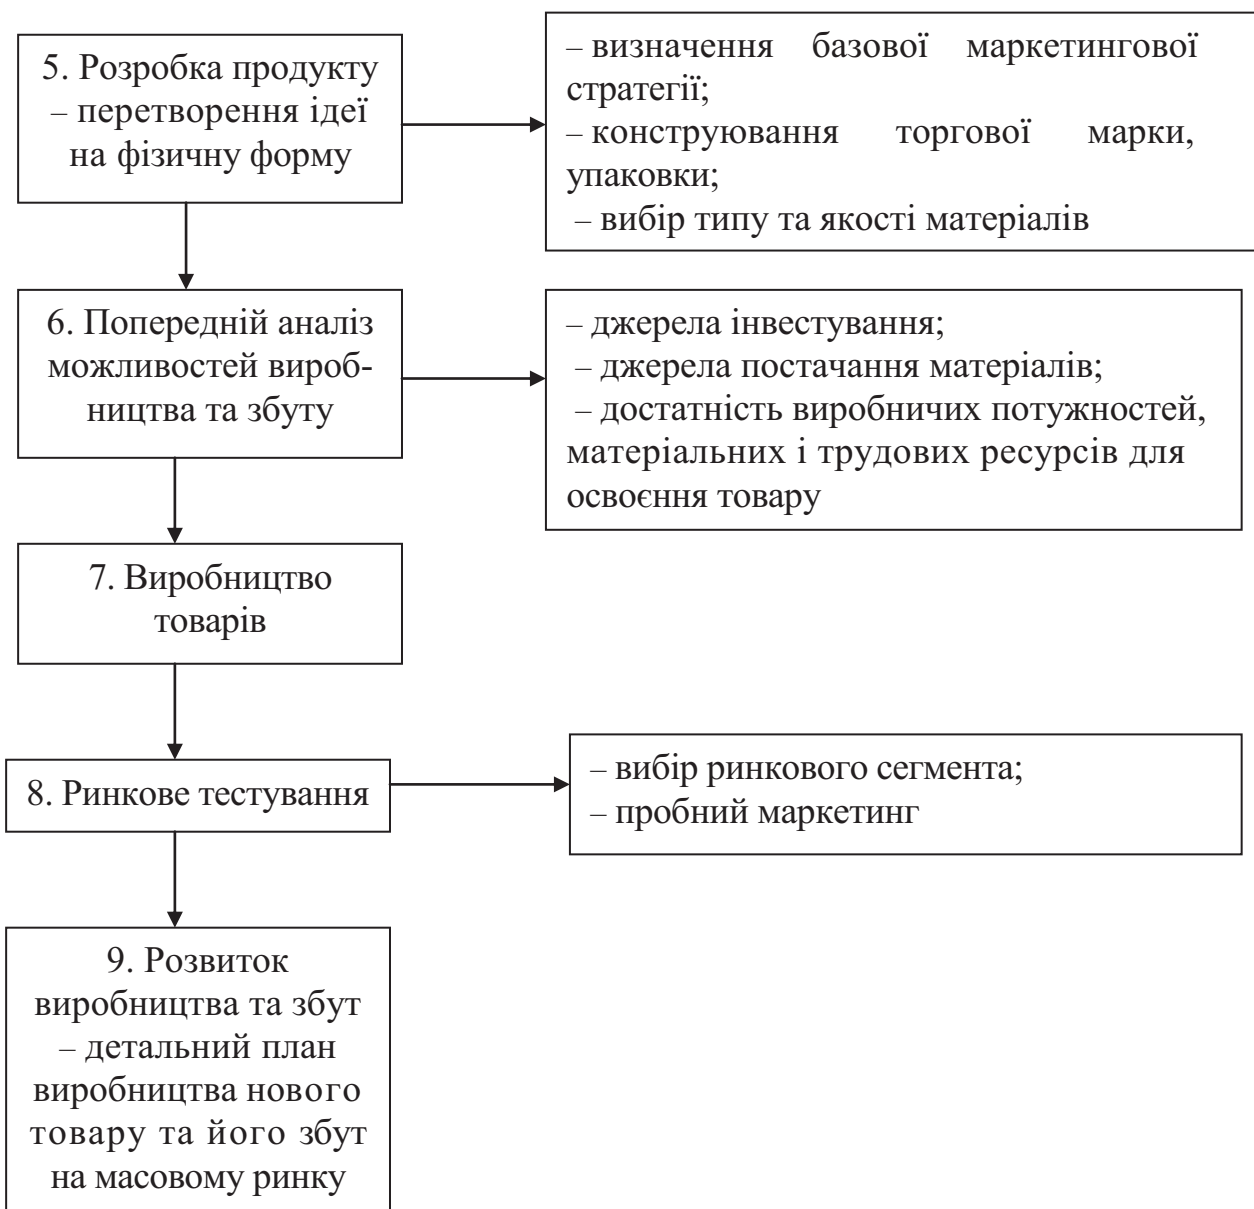 5. Розробка продукту
– перетворення ідеї
на фізичну форму
– визначення базової маркетингової
стратегії;
– конструювання торгової марки,
упаковки;
– вибір типу та якості матеріалів
6. Попередній аналіз
можливостей вироб-
ництва та збуту
– джерела інвестування;
– джерела постачання матеріалів;
– достатність виробничих потужностей,
матеріальних і трудових ресурсів для
освоєння товару
7. Виробництво
товарів
8. Ринкове тестування
– вибір ринкового сегмента;
– пробний маркетинг
9. Розвиток
виробництва та збут
– детальний план
виробництва нового
товару та його збут
на масовому ринку